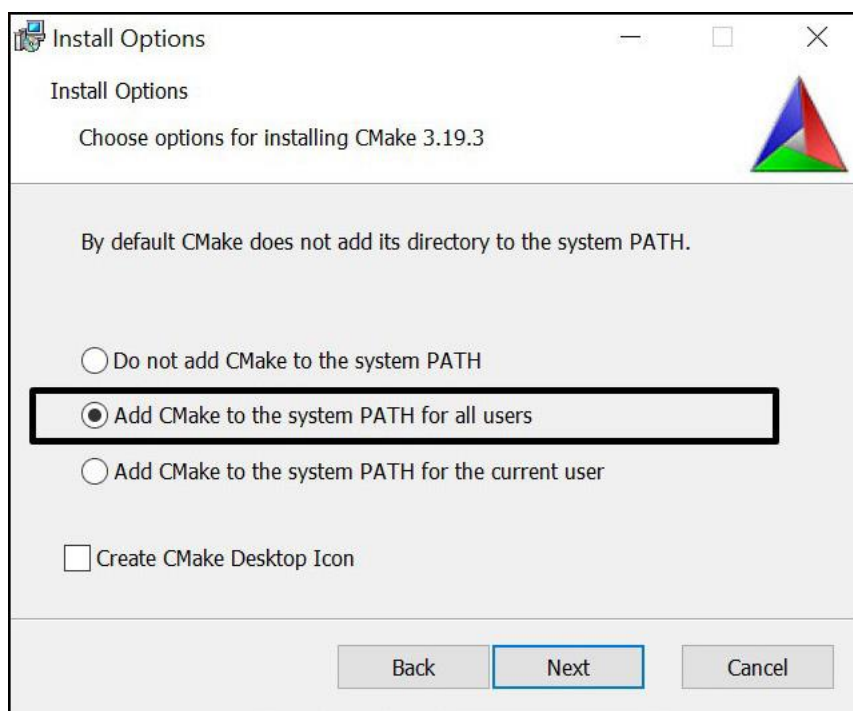 Install Options
Install Options
Choose options for installing CMake 3.19.3
By default CMake does not add its directory to the system PATH.
Do not add CMake to the system PATH
Add CMake to the system PATH for all users
Add CMake to the system PATH for the current user
Create CMake Desktop Icon
Back Next Cancel